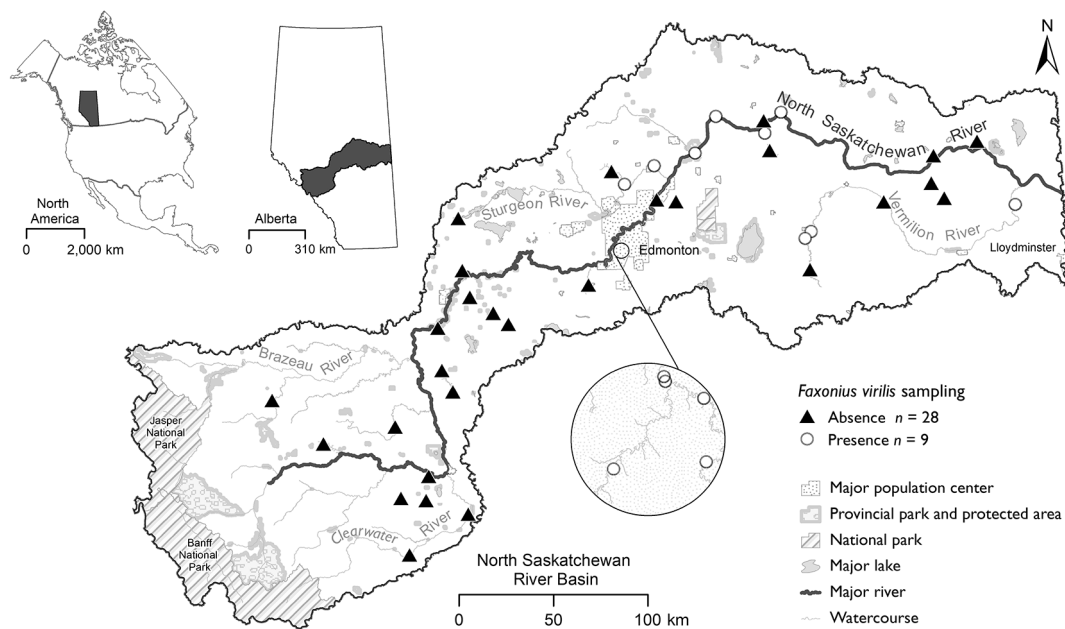 North
America
0
2,000 km
Alberta
0
310 km
N
North Saskatchewan
River
Sturgeon River
Vermilion River
Edmonton
Lloydminster
Brazeau River
Jasper
National
Park
Banff
National
Park
Clearwater
River
North Saskatchewan
River Basin
0
50
100 km
Faxonius virilis sampling
Absence n = 28
Presence n = 9
Major population center
Provincial park and protected area
National park
Major lake
Major river
Watercourse